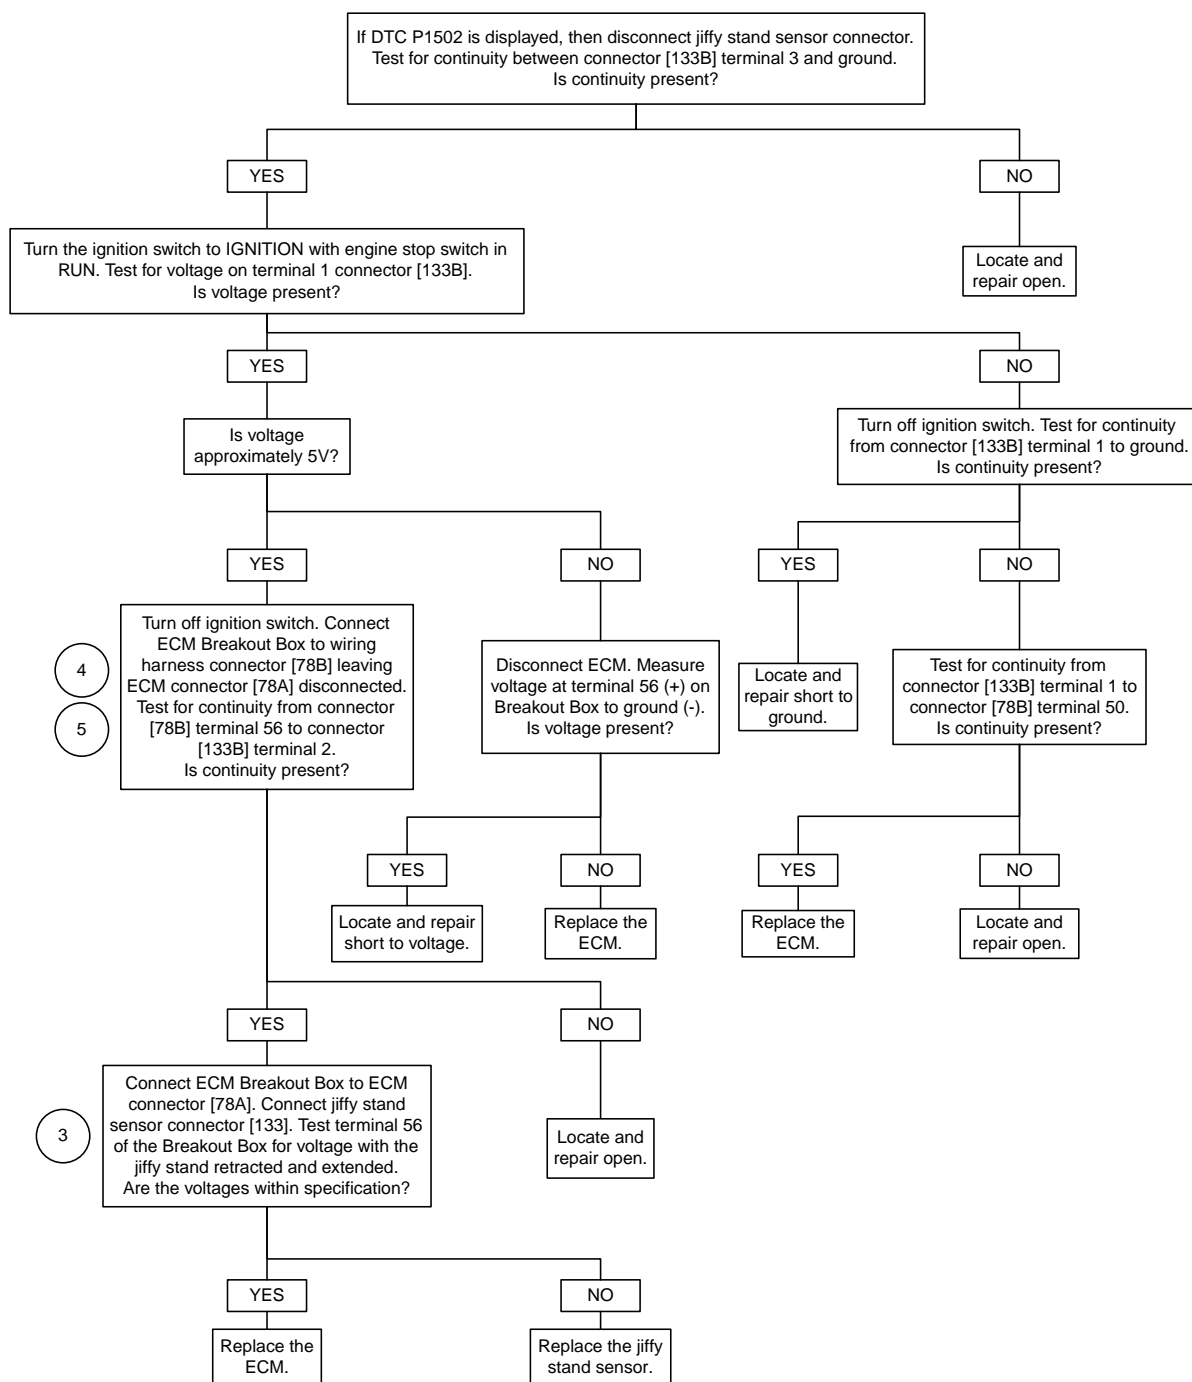 If DTC P1502 is displayed, then disconnect jiffy stand sensor connector.
Test for continuity between connector [133B] terminal 3 and ground.
Is continuity present?
YES
NO
Turn the ignition switch to IGNITION with engine stop switch in
RUN. Test for voltage on terminal 1 connector [133B].
Is voltage present?
Locate and
repair open.
YES
NO
Is voltage
approximately 5V?
Turn off ignition switch. Test for continuity
from connector [133B] terminal 1 to ground.
Is continuity present?
YES
NO
YES
NO
4
5
Turn off ignition switch. Connect
ECM Breakout Box to wiring
harness connector [78B] leaving
ECM connector [78A] disconnected.
Test for continuity from connector
[78B] terminal 56 to connector
[133B] terminal 2.
Is continuity present?
Disconnect ECM. Measure
voltage at terminal 56 (+) on
Breakout Box to ground (-).
Is voltage present?
Locate and
repair short to
ground.
Test for continuity from
connector [133B] terminal 1 to
connector [78B] terminal 50.
Is continuity present?
YES
NO
YES
NO
Locate and repair
short to voltage.
Replace the
ECM.
Replace the
ECM.
Locate and
repair open.
YES
NO
3
Connect ECM Breakout Box to ECM
connector [78A]. Connect jiffy stand
sensor connector [133]. Test terminal 56
of the Breakout Box for voltage with the
jiffy stand retracted and extended.
Are the voltages within specification?
Locate and
repair open.
YES
NO
Replace the
ECM.
Replace the jiffy
stand sensor.